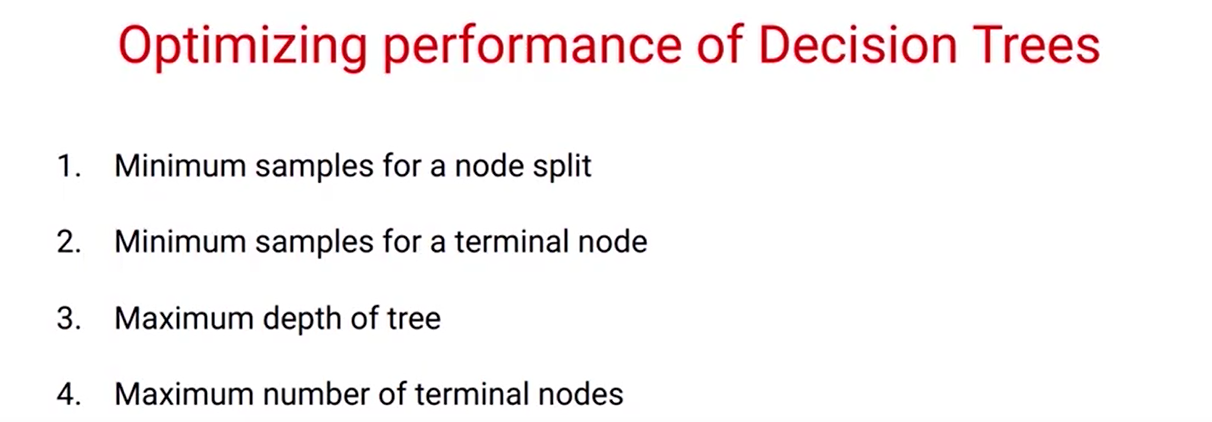 Optimizing performance of Decision Trees
1. Minimum samples for a node split
2. Minimum samples for a terminal node
3. Maximum depth of tree
4. Maximum number of terminal nodes